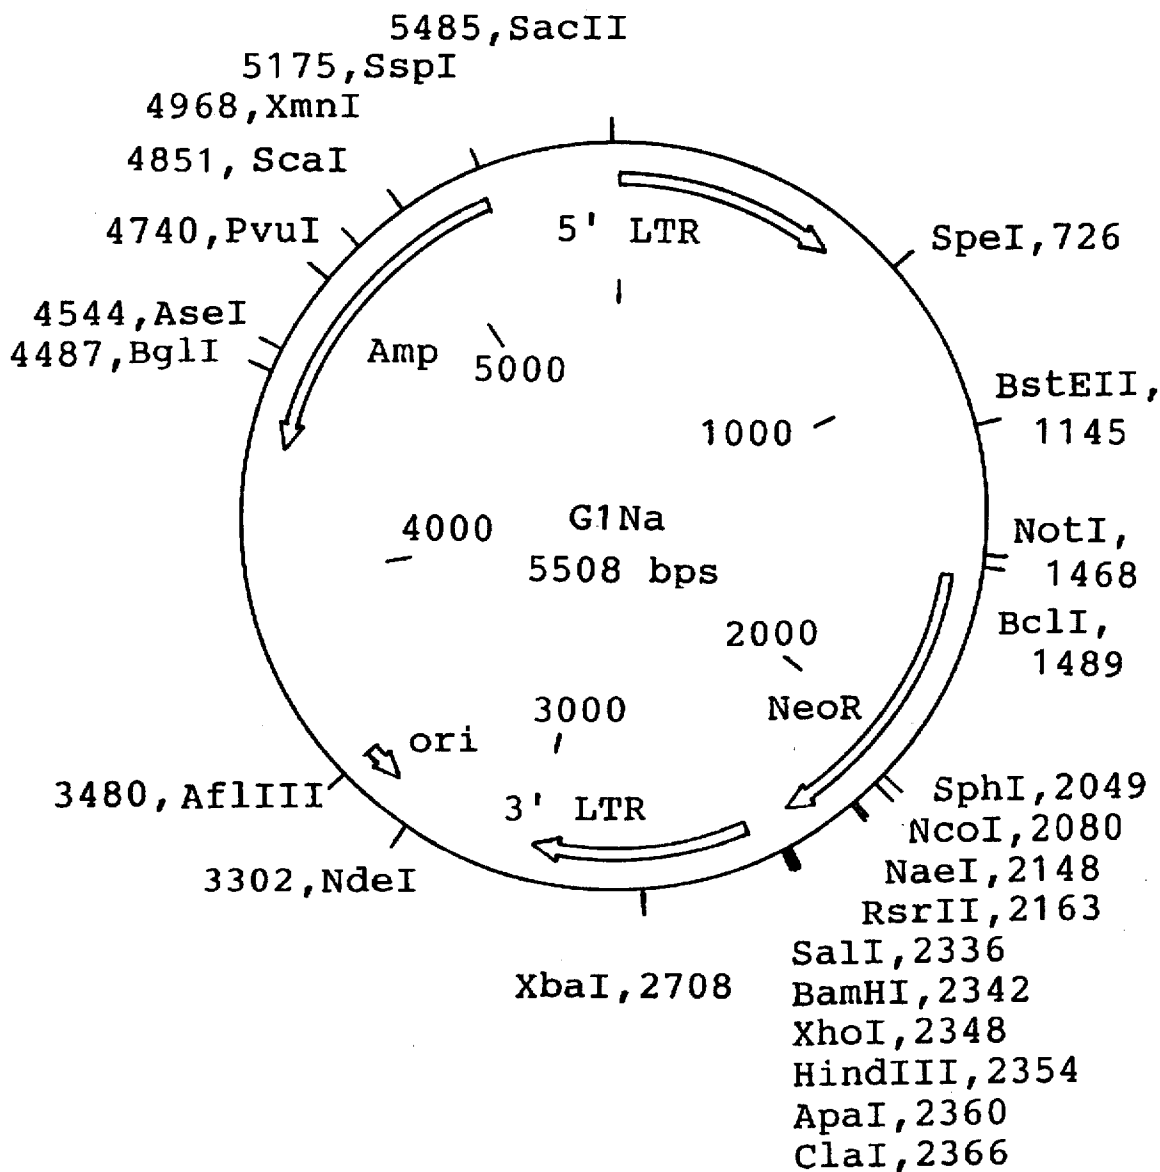 5485,SacII
5175,SspI
4968,XmnI
4851, ScaI
4740,PvuI
4544,AseI
4487,BglI
5' LTR
SpeI,726
Amp
5000
BstEII,
1145
1000
4000
G1Na
5508 bps
NotI,
1468
BclI,
1489
2000
NeoR
3000
ori
3480,AflIII
3' LTR
3302,NdeI
SphI,2049
NcoI,2080
NaeI,2148
RsrII,2163
XbaI,2708
SalI,2336
BamHI,2342
XhoI,2348
HindIII,2354
ApaI,2360
ClaI,2366